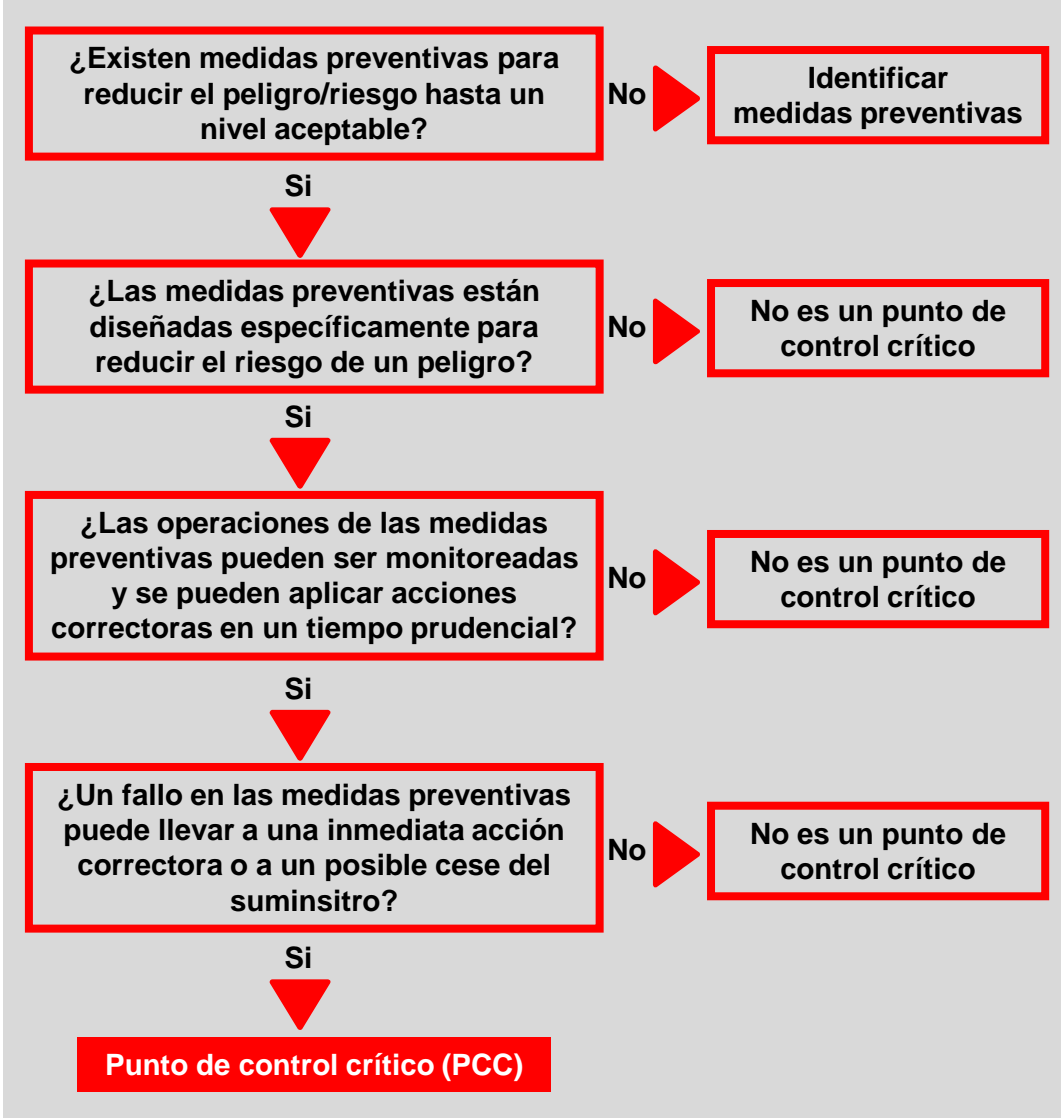 ¿Existen medidas preventivas para
reducir el peligro/riesgo hasta un
nivel aceptable?
No
Identificar
medidas preventivas
Si
¿Las medidas preventivas están
diseñadas específicamente para
reducir el riesgo de un peligro?
No
No es un punto de
control crítico
Si
¿Las operaciones de las medidas
preventivas pueden ser monitoreadas
y se pueden aplicar acciones
correctoras en un tiempo prudencial?
No
No es un punto de
control crítico
Si
¿Un fallo en las medidas preventivas
puede llevar a una inmediata acción
correctora o a un posible cese del
suminsitro?
No
No es un punto de
control crítico
Si
Punto de control crítico (PCC)